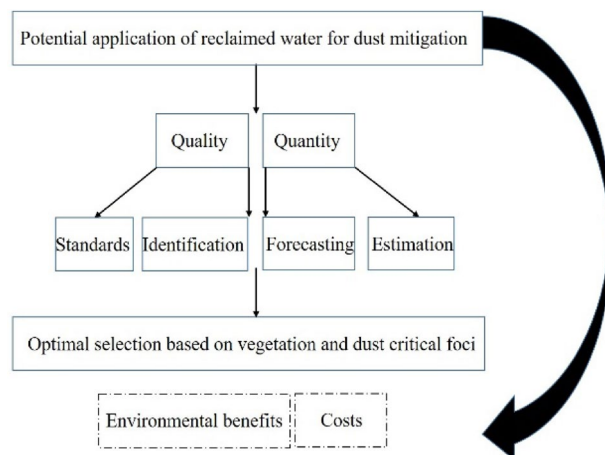 Potential application of reclaimed water for dust mitigation
Quality
Quantity
Standards
Identification
Forecasting
Estimation
Optimal selection based on vegetation and dust critical foci
Environmental benefits
Costs